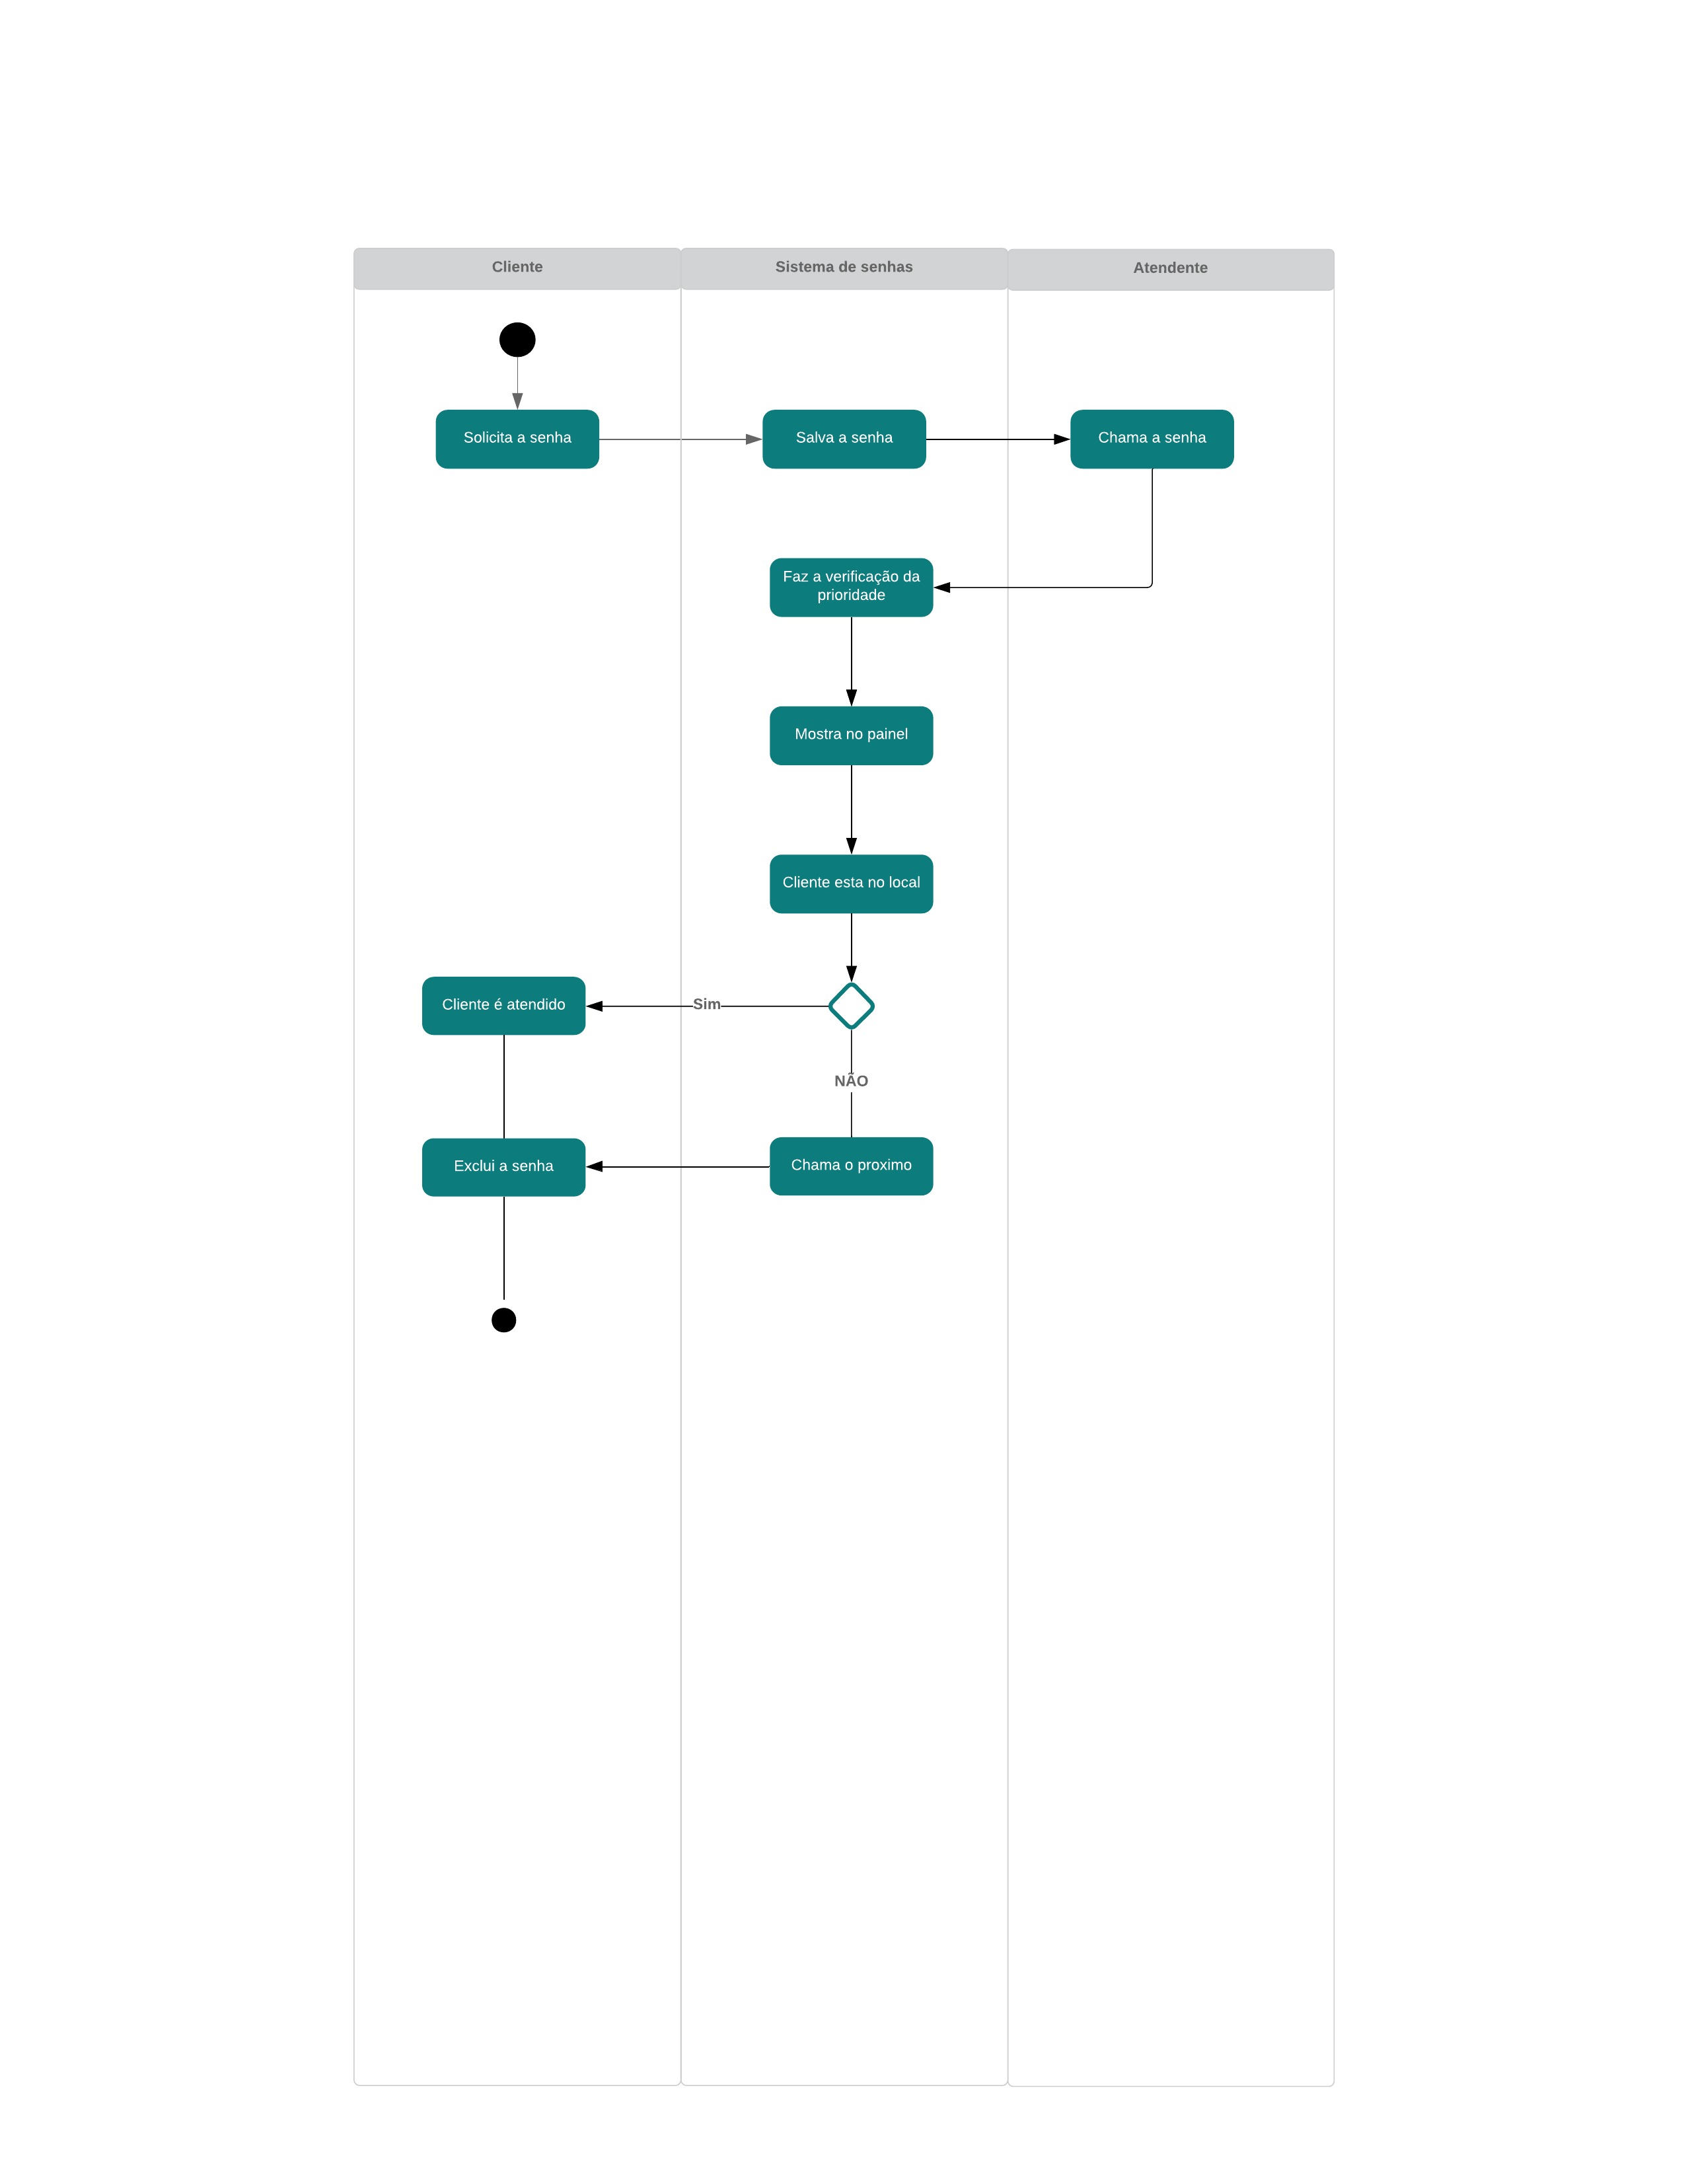 Cliente
Sistema de senhas
Atendente
Solicita a senha
Salva a senha
Chama a senha
Faz a verificação da
prioridade
Mostra no painel
Cliente esta no local
Cliente é atendido
Sim
NÃO
Exclui a senha
Chama o proximo